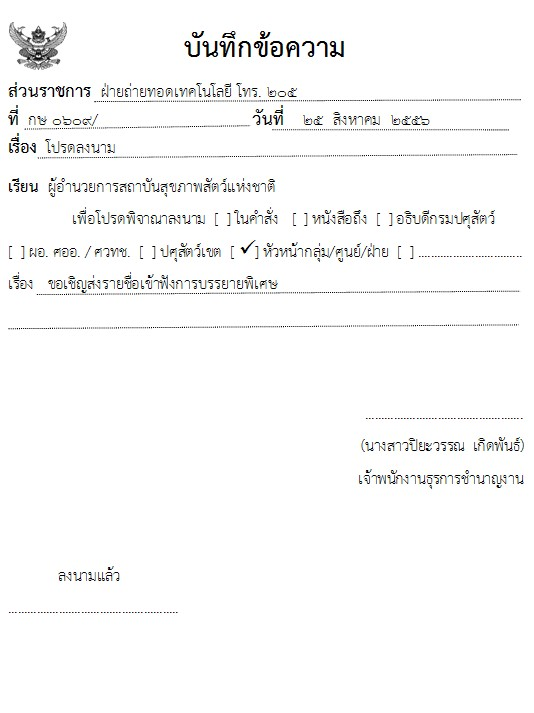 บันทึกข้อความ
ส่วนราชการ ฝ่ายถ่ายทอดเทคโนโลยี โทร. ๒๐๕
ที่ กษ ๐๖๐๙/ วันที่ ๒๕ สิงหาคม ๒๕๕๖
เรื่อง โปรดลงนาม
เรียน ผู้อำนวยการสถาบันสุขภาพสัตว์แห่งชาติ
เพื่อโปรดพิจาณาลงนาม [ ] ในคำสั่ง [ ] หนังสือถึง [ ] อธิบดีกรมปศุสัตว์
[ ] ผอ. ศออ. / ศวทช. [ ] ปศุสัตว์เขต [ ✓ ] หัวหน้ากลุ่ม/ศูนย์/ฝ่าย [ ] ................................
เรื่อง ขอเชิญส่งรายชื่อเข้าฟังการบรรยายพิเศษ
(นางสาวปิยะวรรณ เกิดพันธ์)
เจ้าพนักงานธุรการชำนาญงาน
ลงนามแล้ว